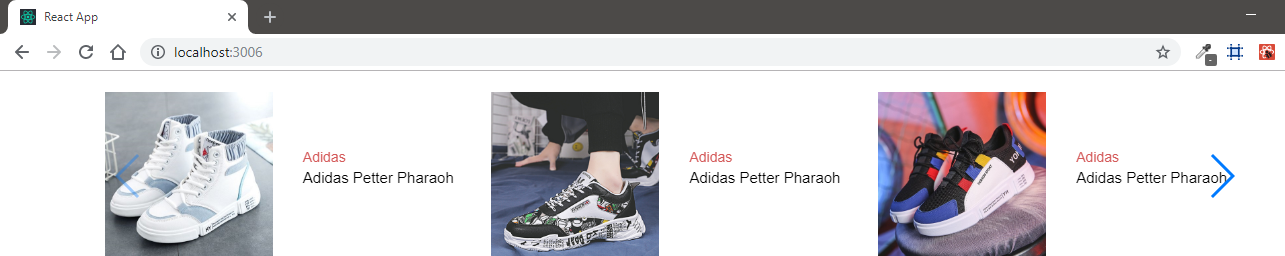 React App
localhost:3006
Adidas
Adidas Petter Pharaoh
Adidas
Adidas Petter Pharaoh
Adidas
Adidas Petter Pharaoh